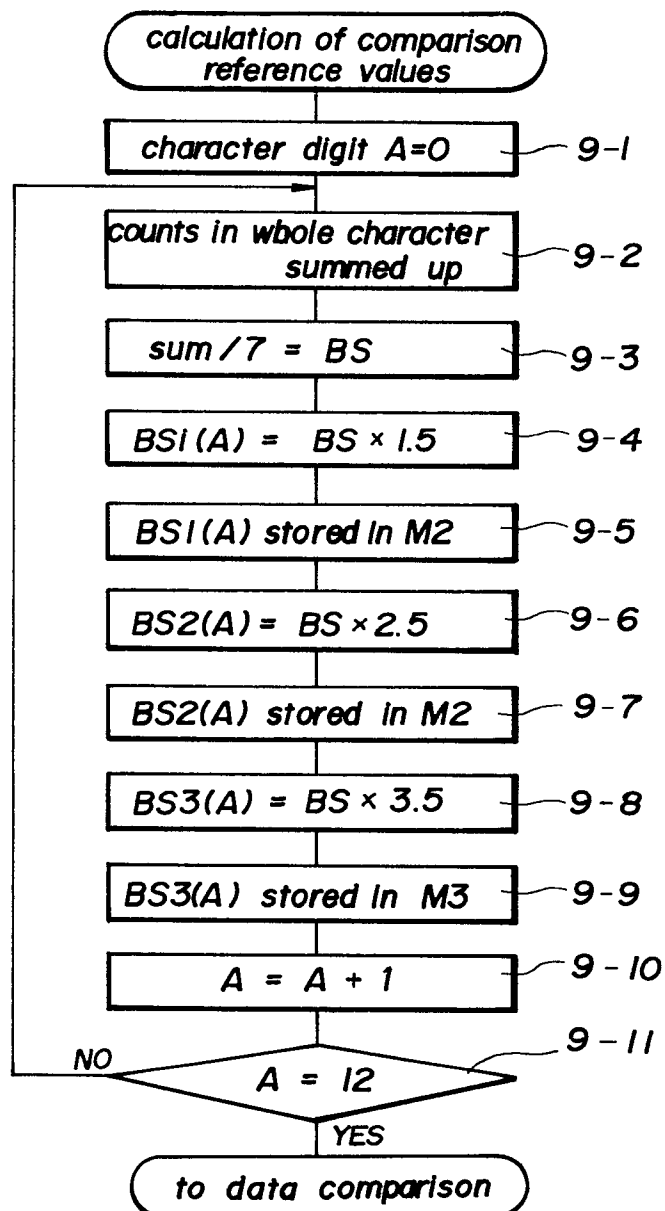 calculation of comparison
reference values
character digit A=0
9-1
counts in whole character
summed up
9-2
sum/7 = BS
9-3
BS1(A) = BS × 1.5
9-4
BS1(A) stored in M2
9-5
BS2(A) = BS × 2.5
9-6
BS2(A) stored in M2
9-7
BS3(A) = BS × 3.5
9-8
BS3(A) stored in M3
9-9
A = A + 1
9-10
9-11
NO
A = 12
YES
to data comparison